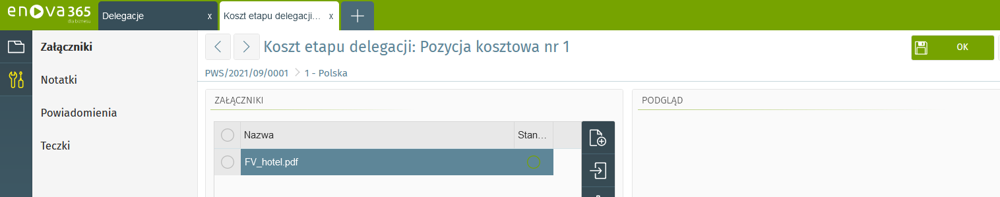 enova365
dla biznesu
Delegacje x
Koszt etapu delegacji... x
Załączniki
Notatki
Powiadomienia
Teczki
Koszt etapu delegacji: Pozycja kosztowa nr 1
OK
PWS/2021/09/0001 1 - Polska
ZAŁĄCZNIKI
Nazwa Stan...
FV_hotel.pdf
PODGLĄD